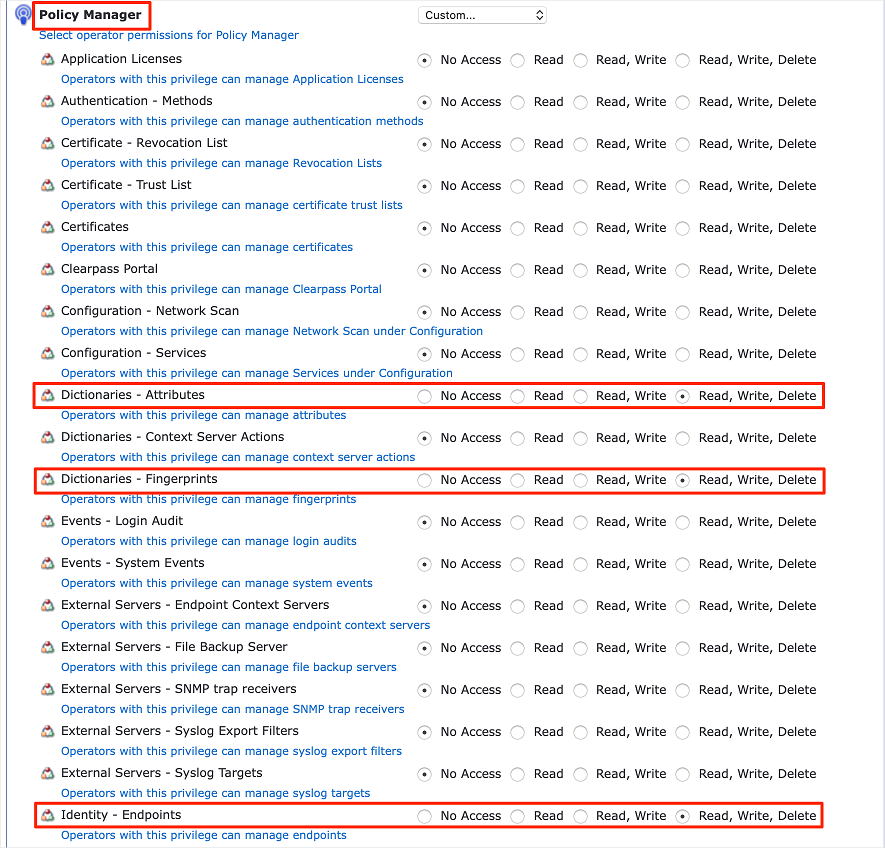 Policy Manager Custom...
Select operator permissions for Policy Manager
Application Licenses No Access Read Read, Write Read, Write, Delete
Operators with this privilege can manage Application Licenses
Authentication - Methods No Access Read Read, Write Read, Write, Delete
Operators with this privilege can manage authentication methods
Certificate - Revocation List No Access Read Read, Write Read, Write, Delete
Operators with this privilege can manage Revocation Lists
Certificate - Trust List No Access Read Read, Write Read, Write, Delete
Operators with this privilege can manage certificate trust lists
Certificates No Access Read Read, Write Read, Write, Delete
Operators with this privilege can manage certificates
Clearpass Portal No Access Read Read, Write Read, Write, Delete
Operators with this privilege can manage Clearpass Portal
Configuration - Network Scan No Access Read Read, Write Read, Write, Delete
Operators with this privilege can manage Network Scan under Configuration
Configuration - Services No Access Read Read, Write Read, Write, Delete
Operators with this privilege can manage Services under Configuration
Dictionaries - Attributes No Access Read Read, Write Read, Write, Delete
Operators with this privilege can manage attributes
Dictionaries - Context Server Actions No Access Read Read, Write Read, Write, Delete
Operators with this privilege can manage context server actions
Dictionaries - Fingerprints No Access Read Read, Write Read, Write, Delete
Operators with this privilege can manage fingerprints
Events - Login Audit No Access Read Read, Write Read, Write, Delete
Operators with this privilege can manage login audits
Events - System Events No Access Read Read, Write Read, Write, Delete
Operators with this privilege can manage system events
External Servers - Endpoint Context Servers No Access Read Read, Write Read, Write, Delete
Operators with this privilege can manage endpoint context servers
External Servers - File Backup Server No Access Read Read, Write Read, Write, Delete
Operators with this privilege can manage file backup servers
External Servers - SNMP trap receivers No Access Read Read, Write Read, Write, Delete
Operators with this privilege can manage SNMP trap receivers
External Servers - Syslog Export Filters No Access Read Read, Write Read, Write, Delete
Operators with this privilege can manage syslog export filters
External Servers - Syslog Targets No Access Read Read, Write Read, Write, Delete
Operators with this privilege can manage syslog targets
Identity - Endpoints No Access Read Read, Write Read, Write, Delete
Operators with this privilege can manage endpoints